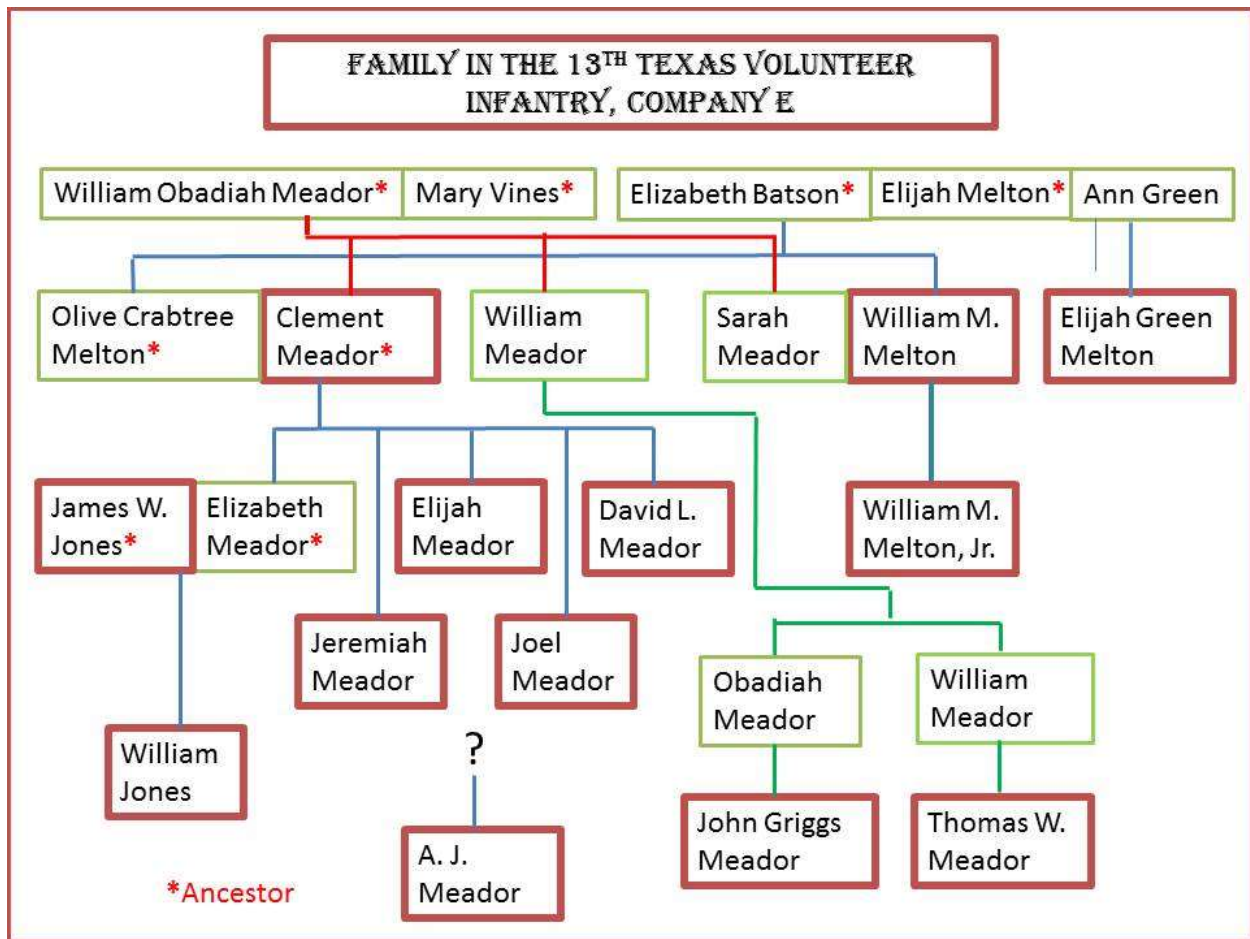 FAMILY IN THE 13TH TEXAS VOLUNTEER
INFANTRY, COMPANY E
William Obadiah Meador*
Mary Vines*
Elizabeth Batson*
Elijah Melton*
Ann Green
Olive Crabtree
Melton*
Clement
Meador*
William
Meador
Sarah
Meador
William M.
Melton
Elijah Green
Melton
James W.
Jones*
Elizabeth
Meador*
Elijah
Meador
David L.
Meador
William M.
Melton, Jr.
Jeremiah
Meador
Joel
Meador
Obadiah
Meador
William
Meador
William
Jones
?
A. J.
Meador
John Griggs
Meador
Thomas W.
Meador
*Ancestor